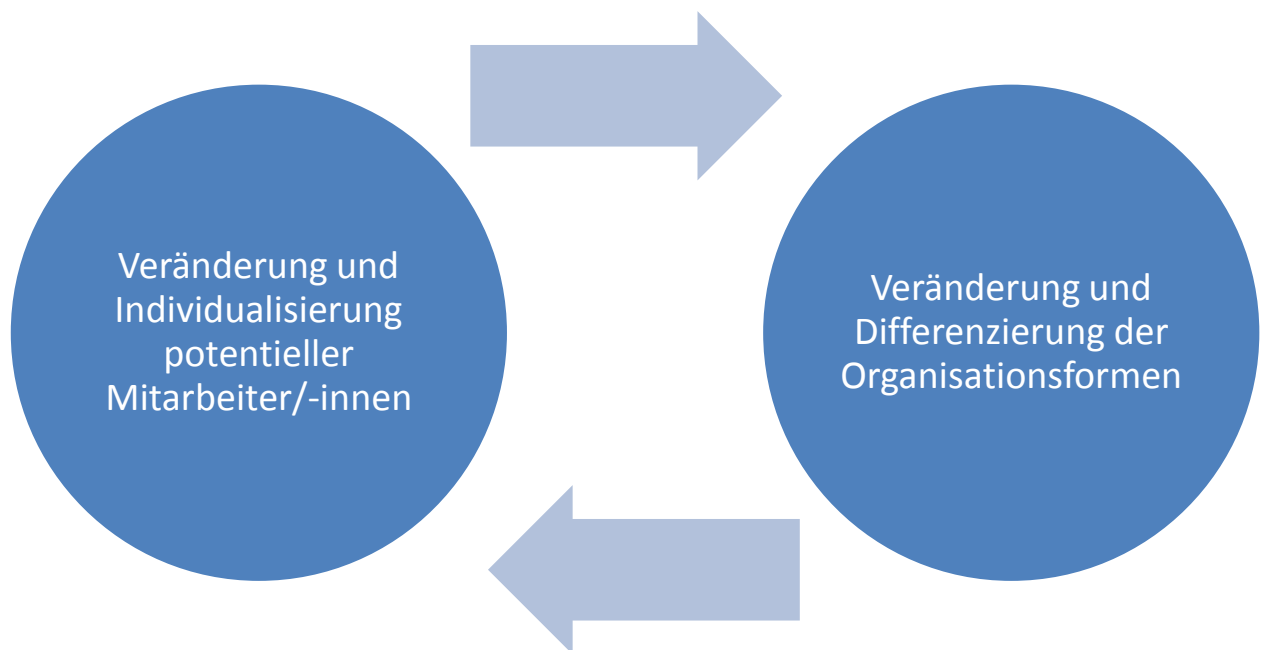 Veränderung und
Individualisierung
potentieller
Mitarbeiter/-innen
Veränderung und
Differenzierung der
Organisationsformen